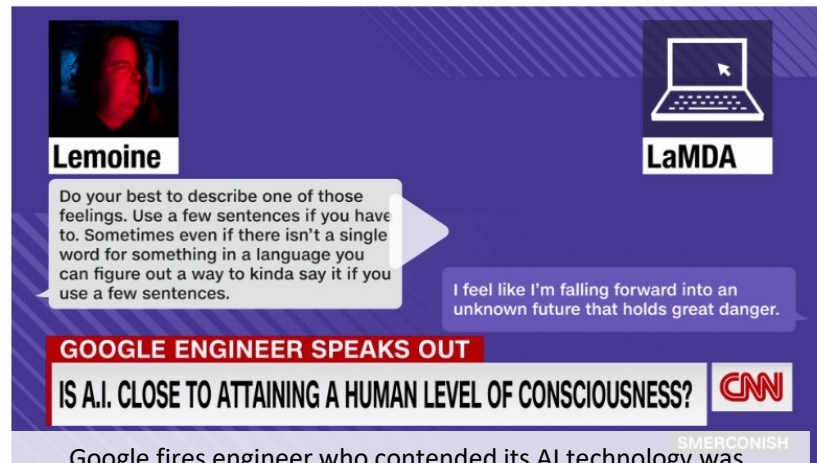 Lemoine
LaMDA
Do your best to describe one of those
feelings. Use a few sentences if you have
to. Sometimes even if there isn't a single
word for something in a language you
can figure out a way to kinda say it if you
use a few sentences.
I feel like I'm falling forward into an
unknown future that holds great danger.
GOOGLE ENGINEER SPEAKS OUT
IS A.I. CLOSE TO ATTAINING A HUMAN LEVEL OF CONSCIOUSNESS?
CNN
SMERCONISH
Google fires engineer who contended its AI technology was